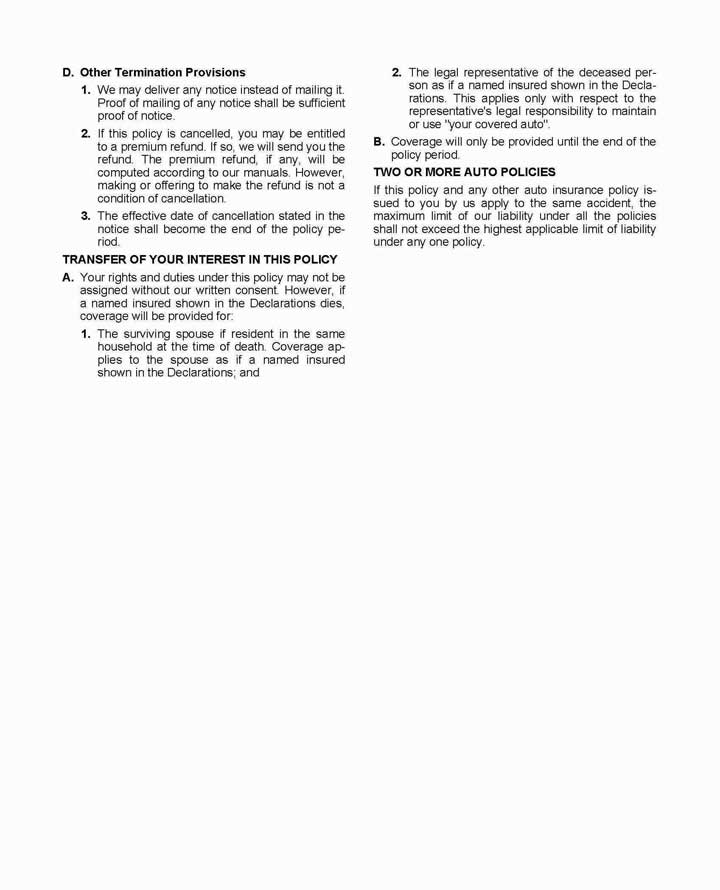 D. Other Termination Provisions
1. We may deliver any notice instead of mailing it.
Proof of mailing of any notice shall be sufficient
proof of notice.
2. If this policy is cancelled, you may be entitled
to a premium refund. If so, we will send you the
refund. The premium refund, if any, will be
computed according to our manuals. However,
making or offering to make the refund is not a
condition of cancellation.
3. The effective date of cancellation stated in the
notice shall become the end of the policy pe-
riod.
TRANSFER OF YOUR INTEREST IN THIS POLICY
A. Your rights and duties under this policy may not be
assigned without our written consent. However, if
a named insured shown in the Declarations dies,
coverage will be provided for:
1. The surviving spouse if resident in the same
household at the time of death. Coverage ap-
plies to the spouse as if a named insured
shown in the Declarations; and
2. The legal representative of the deceased per-
son as if a named insured shown in the Decla-
rations. This applies only with respect to the
representative's legal responsibility to maintain
or use "your covered auto".
B. Coverage will only be provided until the end of the
policy period.
TWO OR MORE AUTO POLICIES
If this policy and any other auto insurance policy is-
sued to you by us apply to the same accident, the
maximum limit of our liability under all the policies
shall not exceed the highest applicable limit of liability
under any one policy.